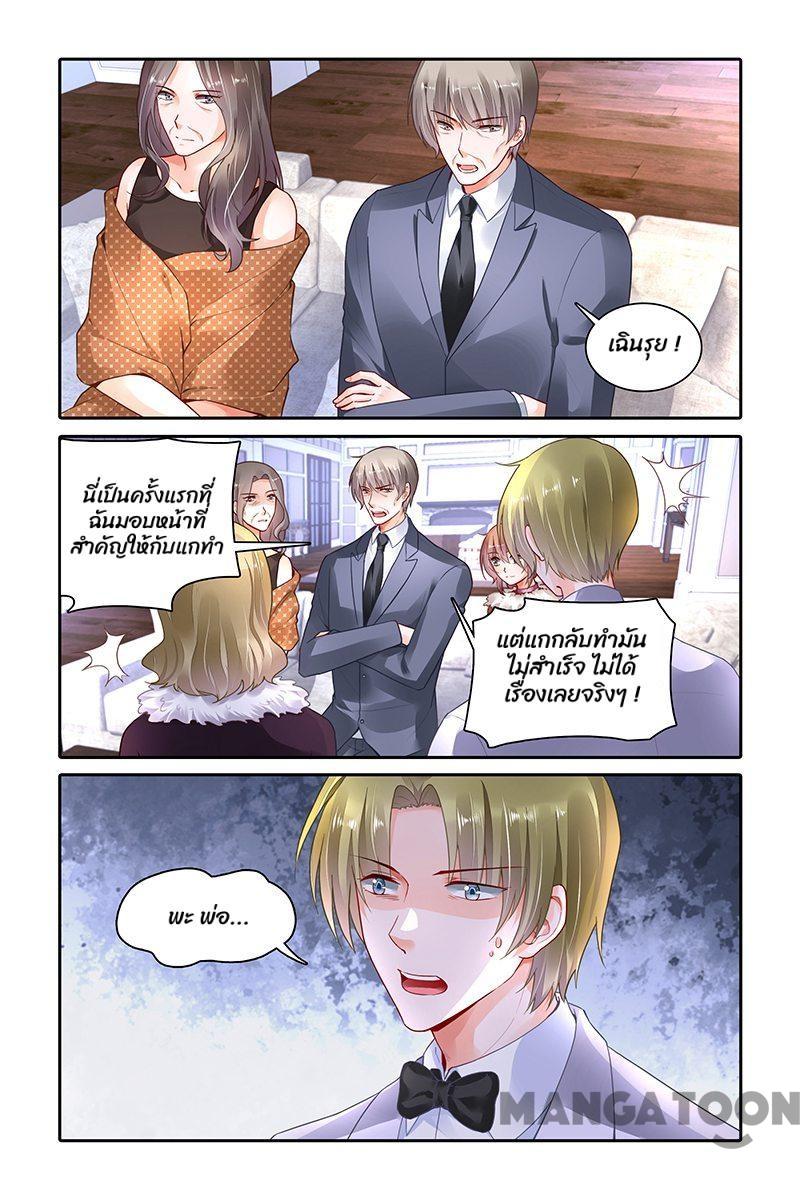 เฉินรุย !
นี่เป็นครั้งแรกที่
ฉันมอบหน้าที่
สำคัญให้กับแกทำ
แต่แกกลับทำมัน
ไม่สำเร็จ ไม่ได้
เรื่องเลยจริงๆ !
พะ พ่อ...
MANGATOON